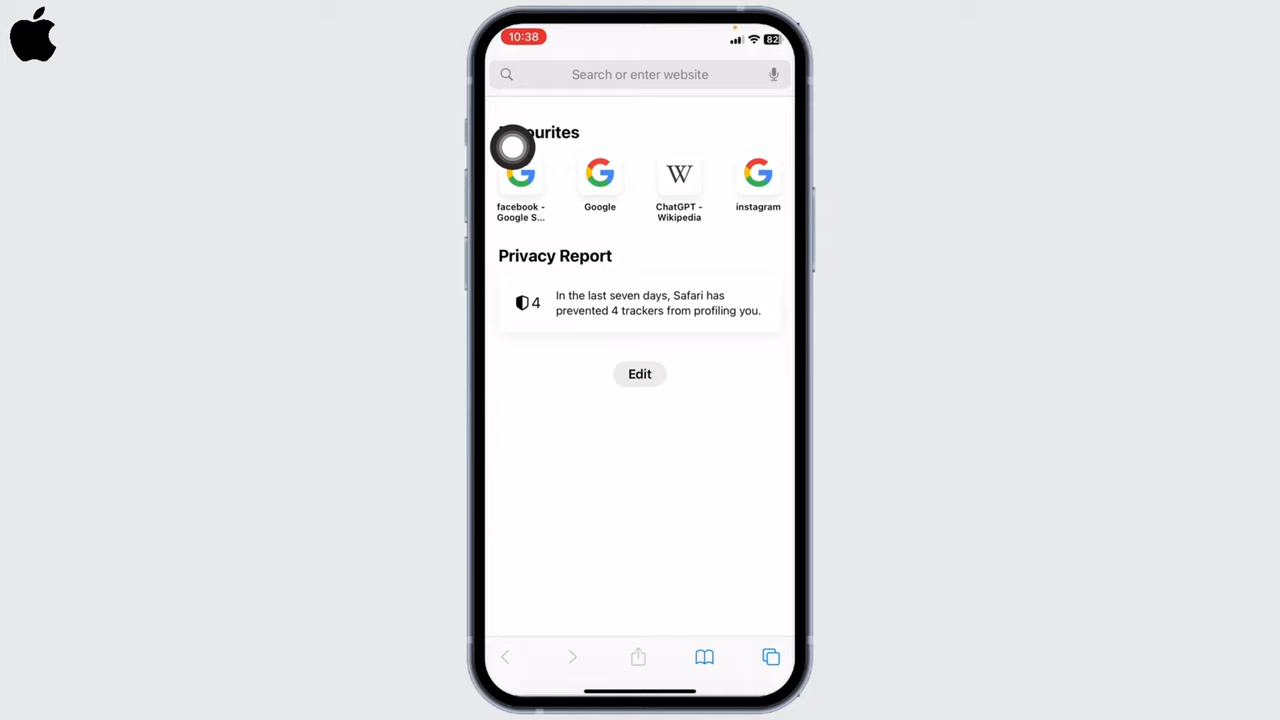 10:38
82
Search or enter website
ourites
facebook -
Google S...
Google
W
ChatGPT -
Wikipedia
instagram
Privacy Report
4
In the last seven days, Safari has
prevented 4 trackers from profiling you.
Edit